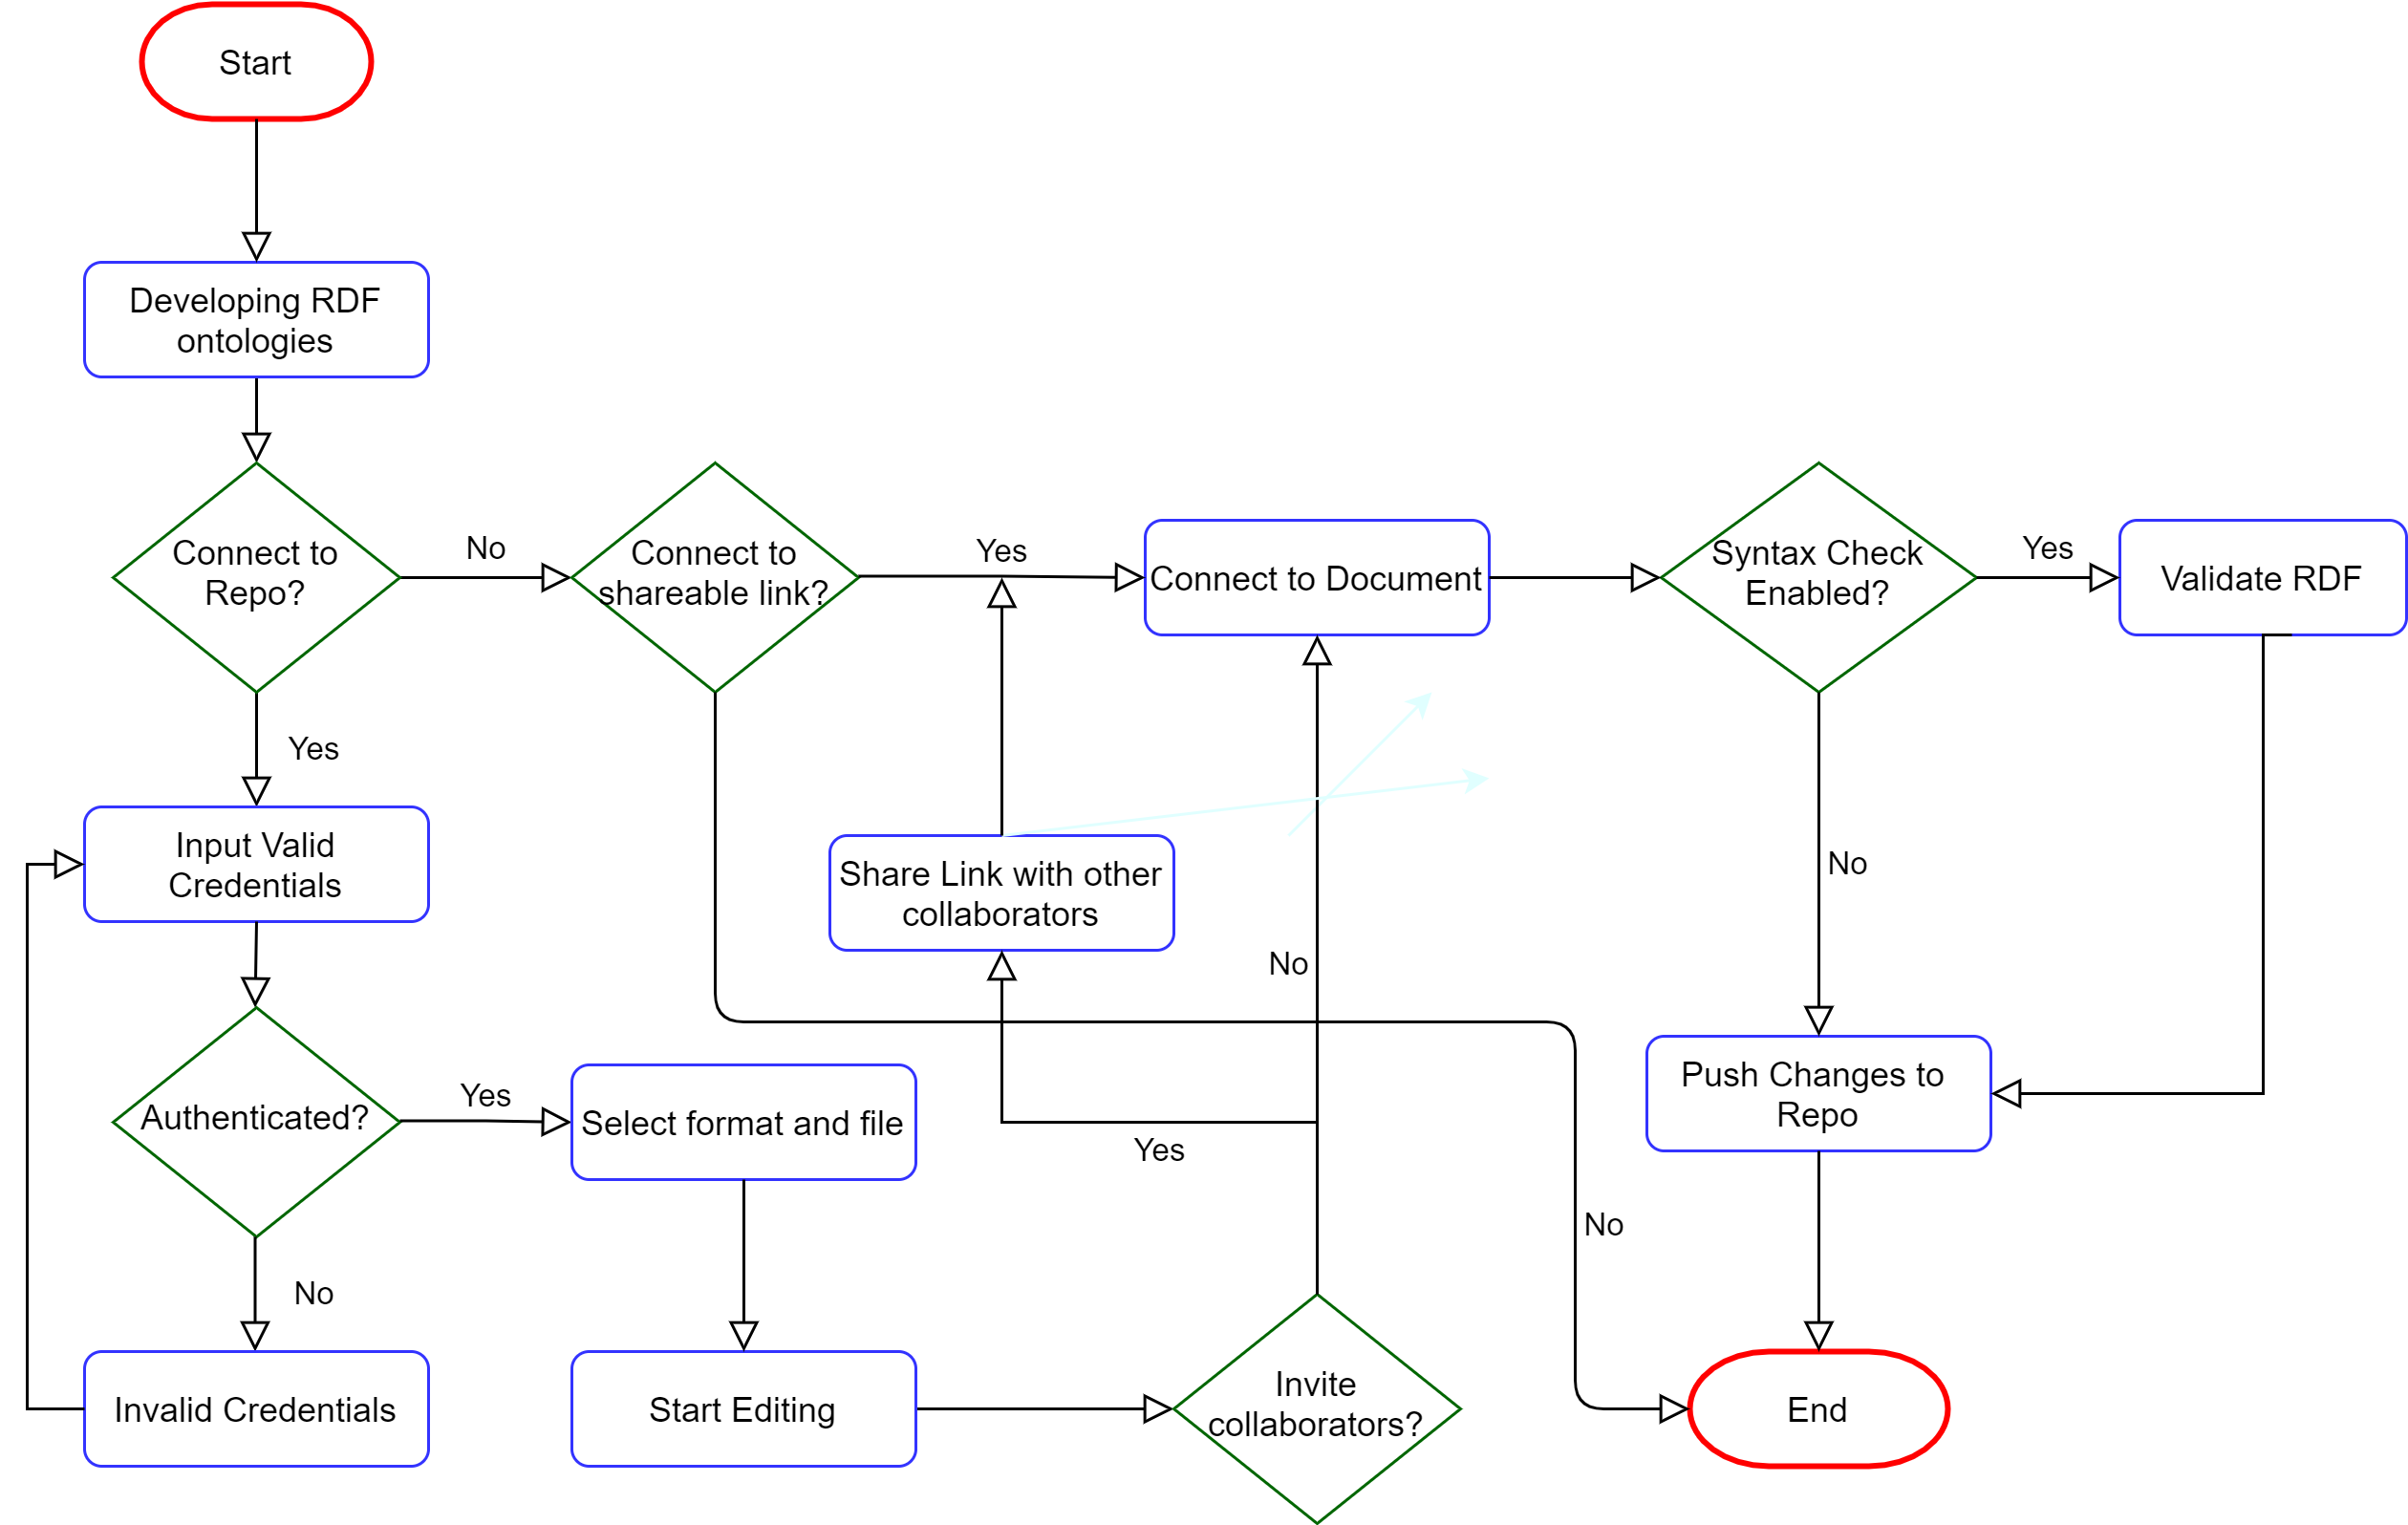 Start
Developing RDF
ontologies
Connect to
Repo?
No
Connect to
shareable link?
Yes
Connect to Document
Syntax Check
Enabled?
Yes
Validate RDF
Yes
Input Valid
Credentials
Share Link with other
collaborators
No
No
Authenticated?
Yes
Select format and file
Yes
Push Changes to
Repo
No
No
Invalid Credentials
Start Editing
Invite
collaborators?
End